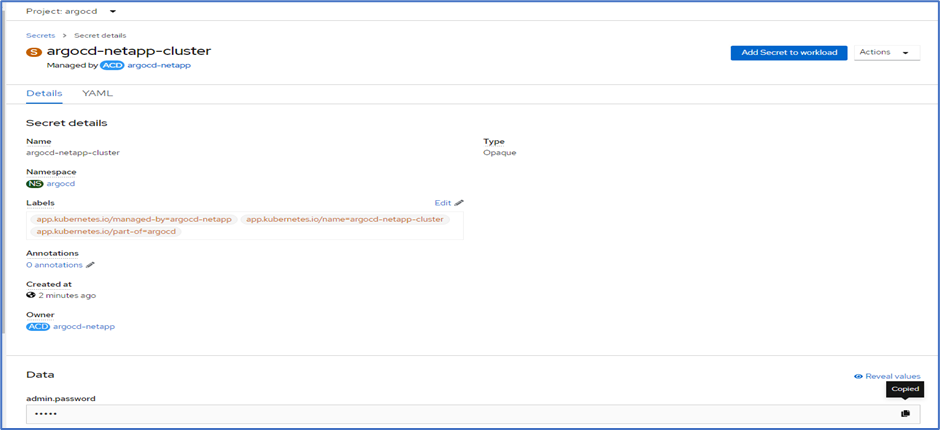 Project: argocd
Secrets > Secret details
S argocd-netapp-cluster
Managed by ACD argocd-netapp
Add Secret to workload
Actions
Details YAML
Secret details
Name
argocd-netapp-cluster
Type
Opaque
Namespace
NS argocd
Labels
Edit
app.kubernetes.io/managed-by=argocd-netapp app.kubernetes.io/name=argocd-netapp-cluster
app.kubernetes.io/part-of=argocd
Annotations
0 annotations
Created at
2 minutes ago
Owner
ACD argocd-netapp
Data
Reveal values
Copied
admin.password
•••••